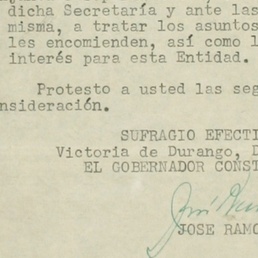 dicha Secretaría y ante las
misma, a tratar los asuntos
les encomienden, así como
interés para esta Entidad.
Protesto a usted las seg
nsideración.
SUFRAGIO EFECTI
Victoria de Durango, D
EL GOBERNADOR CONST
JOSE RAMO